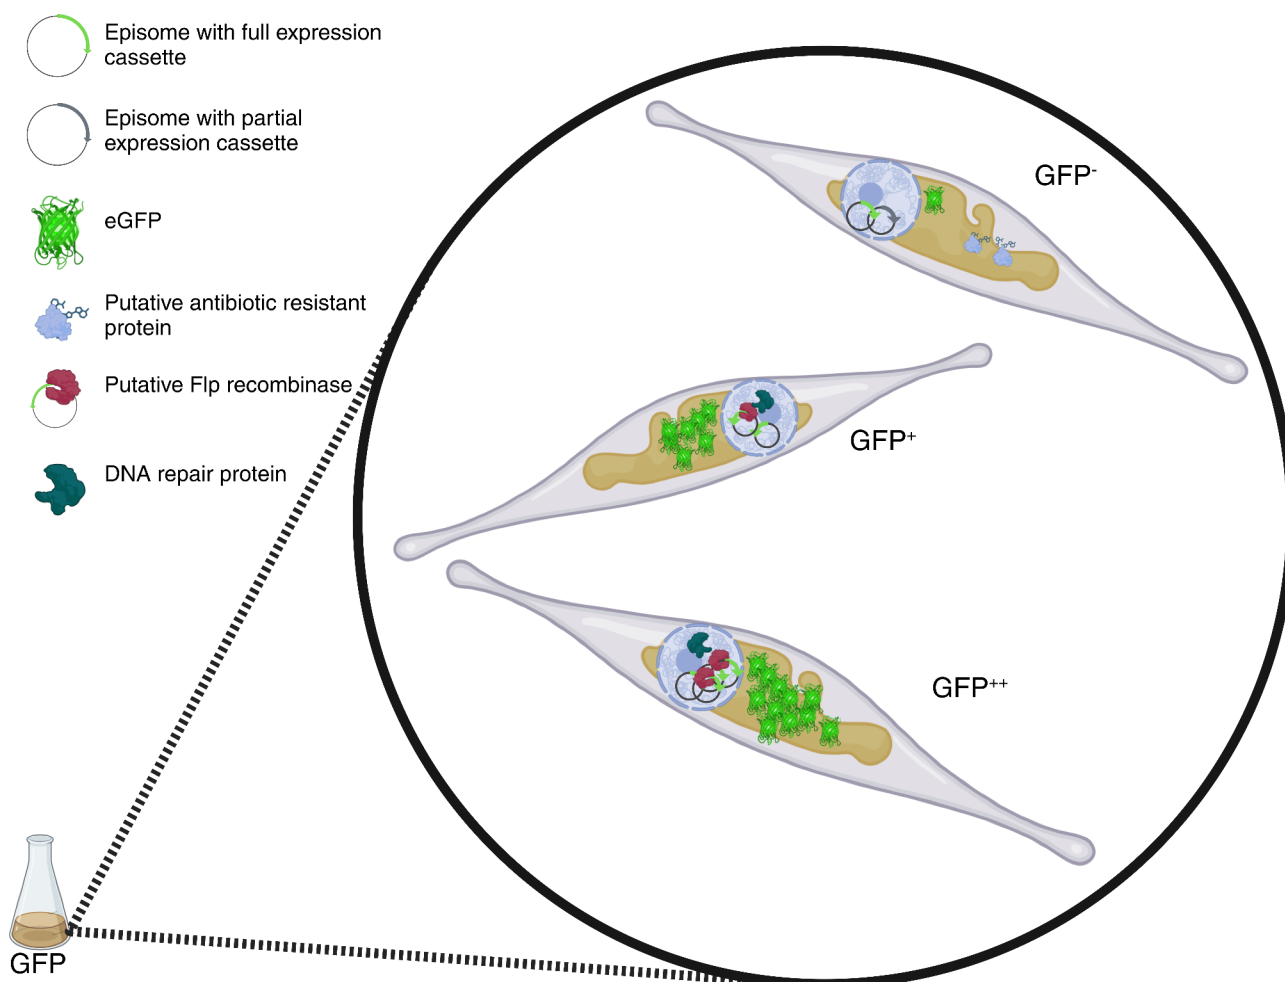 Episome with full expression
cassette
Episome with partial
expression cassette
eGFP
Putative antibiotic resistant
protein
Putative Flp recombinase
DNA repair protein
GFP-
GFP+
GFP++
GFP